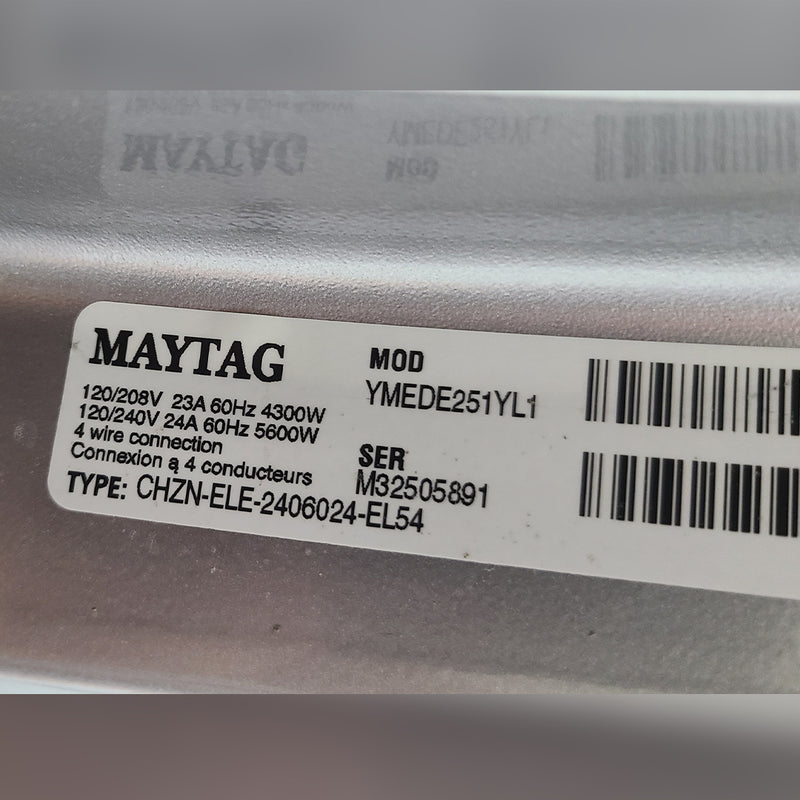 MAYTAG
120/208V 23A 60Hz 4300W
120/240V 24A 60Hz 5600W
4 wire connection
Connexion a 4 conducteurs
TYPE: CHZN-ELE-2406024-EL54
MOD
YMEDE251YL1
SER
M32505891